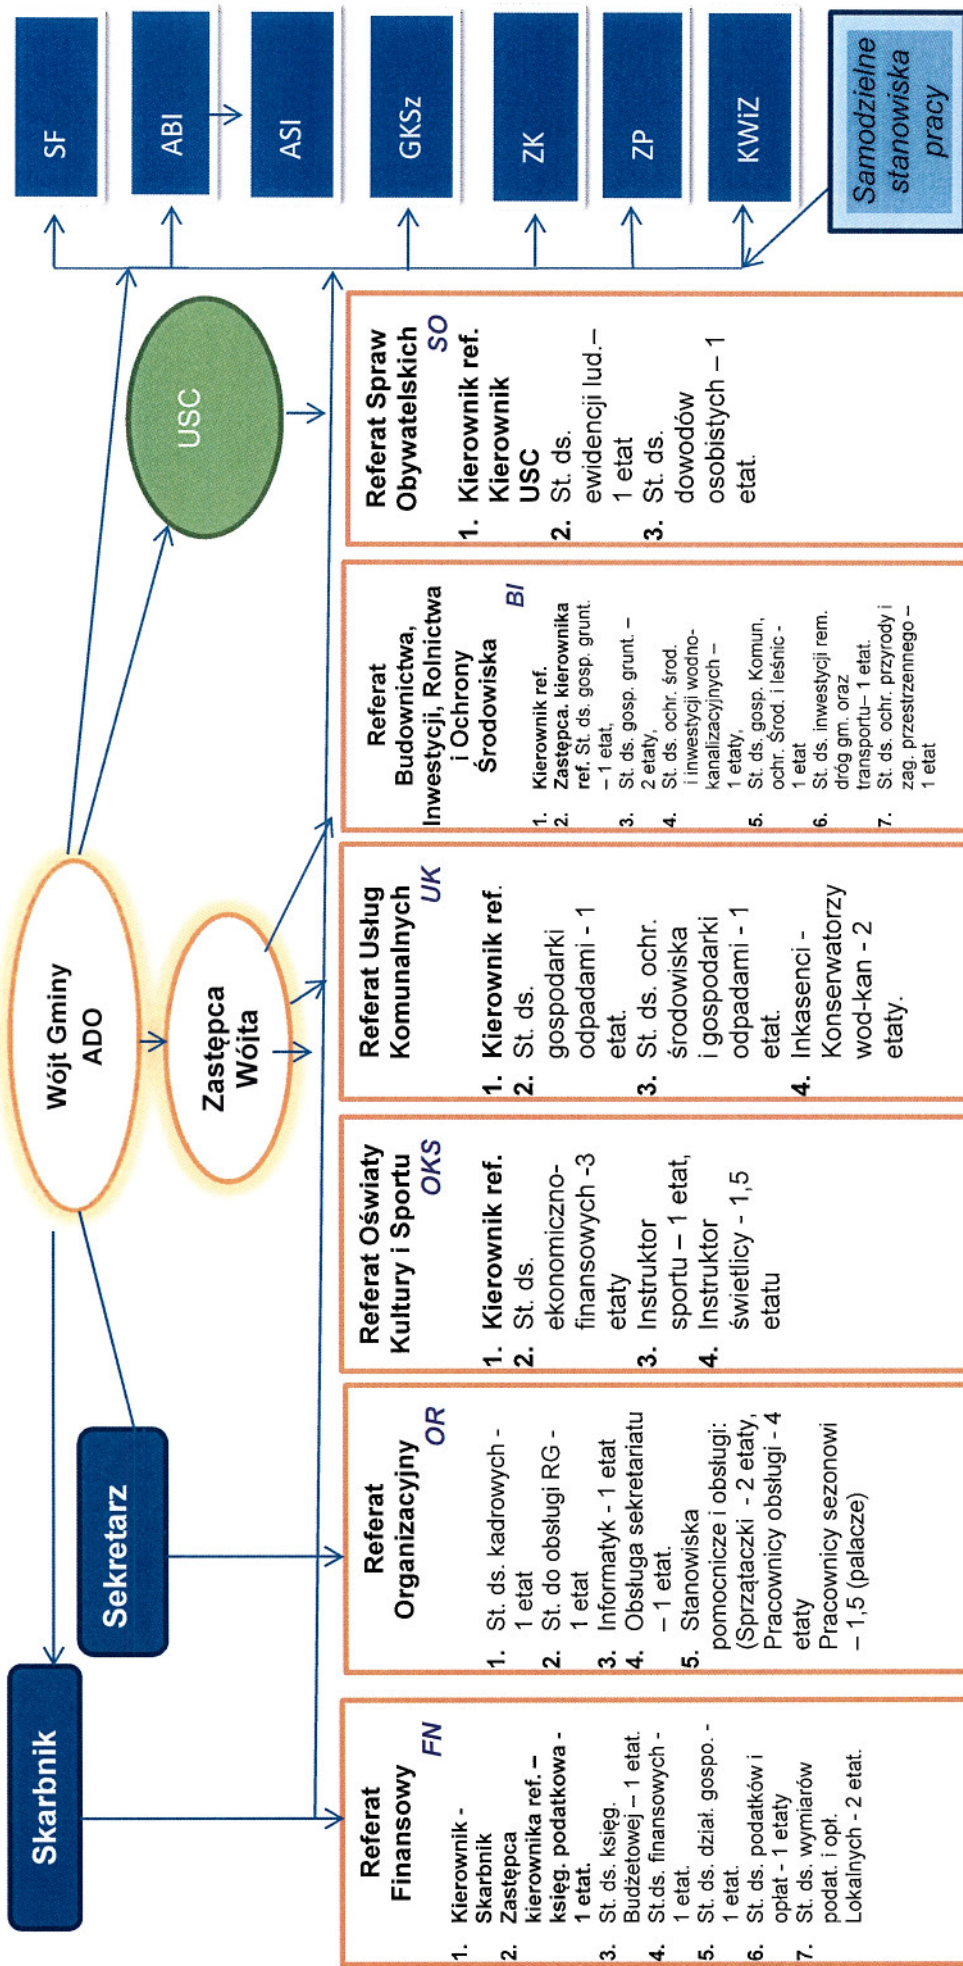 Wójt Gminy
ADO
Zastępca
Wójta
Skarbnik
Sekretarz
USC
SF
ABI
ASI
GKSz
ZK
ZP
KWiZ
Samodzielne
stanowiska
pracy
Referat
Finansowy
FN
1. Kierownik -
Skarbnik
2. Zastępca
kierownika ref. –
księg. podatkowa -
1 etat.
3. St. ds. księg.
Budżetowej – 1 etat.
4. St.ds. finansowych -
1 etat.
5. St. ds. dział. gospo. -
1 etat.
6. St. ds. podatków i
opłat - 1 etaty
7. St. ds. wymiarów
podat. i opł.
Lokalnych - 2 etat.
Referat
Organizacyjny
OR
1. St. ds. kadrowych -
1 etat
2. St. do obsługi RG -
1 etat
3. Informatyk - 1 etat
4. Obsługa sekretariatu
– 1 etat.
5. Stanowiska
pomocnicze i obsługi:
(Sprzątaczki - 2 etaty,
Pracownicy obsługi - 4
etaty
Pracownicy sezonowi
– 1,5 (palacze)
Referat Oświaty
Kultury i Sportu
OKS
1. Kierownik ref.
2. St. ds.
ekonomiczno-
finansowych -3
etaty
3. Instruktor
sportu – 1 etat,
4. Instruktor
świetlicy - 1,5
etatu
Referat Usług
Komunalnych
UK
1. Kierownik ref.
2. St. ds.
gospodarki
odpadami - 1
etat.
3. St. ds. ochr.
środowiska
i gospodarki
odpadami - 1
etat.
4. Inkasenci -
Konserwatorzy
wod-kan - 2
etaty.
Referat
Budownictwa,
Inwestycji, Rolnictwa
i Ochrony
Środowiska
BI
1. Kierownik ref.
2. Zastępca. kierownika
ref. St. ds. gosp. grunt.
– 1 etat,
3. St. ds. gosp. grunt. –
2 etaty,
4. St. ds. ochr. środ.
i inwestycji wodno-
kanalizacyjnych –
1 etaty,
5. St. ds. gosp. Komun,
ochr. Środ. i leśnic -
1 etat
6. St. ds. inwestycji rem.
dróg gm. oraz
transportu– 1 etat.
7. St. ds. ochr. przyrody i
zag. przestrzennego –
1 etat
Referat Spraw
Obywatelskich
SO
1. Kierownik ref.
Kierownik
USC
2. St. ds.
ewidencji lud.–
1 etat
3. St. ds.
dowodów
osobistych – 1
etat.